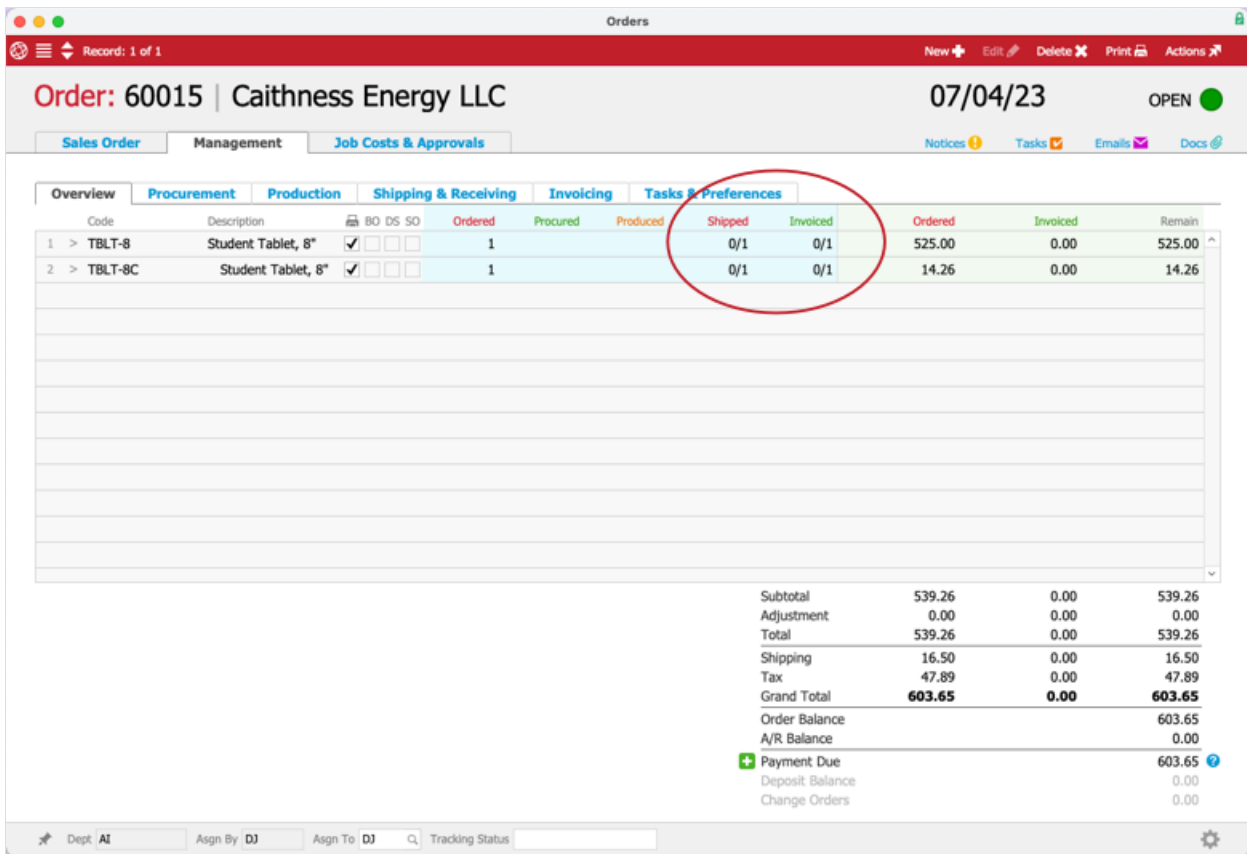 Orders
Record: 1 of 1 New Edit Delete Print Actions
Order: 60015 | Caithness Energy LLC 07/04/23 OPEN
Sales Order Management Job Costs & Approvals Notices Tasks Emails Docs
Overview Procurement Production Shipping & Receiving Invoicing Tasks & Preferences
Code Description BO DS SO Ordered Procured Produced Shipped Invoiced Ordered Invoiced Remain
1 > TBLT-8 Student Tablet, 8" 1 0/1 0/1 525.00 0.00 525.00
2 > TBLT-8C Student Tablet, 8" 1 0/1 0/1 14.26 0.00 14.26
Subtotal 539.26 0.00 539.26
Adjustment 0.00 0.00 0.00
Total 539.26 0.00 539.26
Shipping 16.50 0.00 16.50
Tax 47.89 0.00 47.89
Grand Total 603.65 0.00 603.65
Order Balance 603.65
A/R Balance 0.00
Payment Due 603.65
Deposit Balance 0.00
Change Orders 0.00
Dept AI Asgn By DJ Asgn To DJ Tracking Status